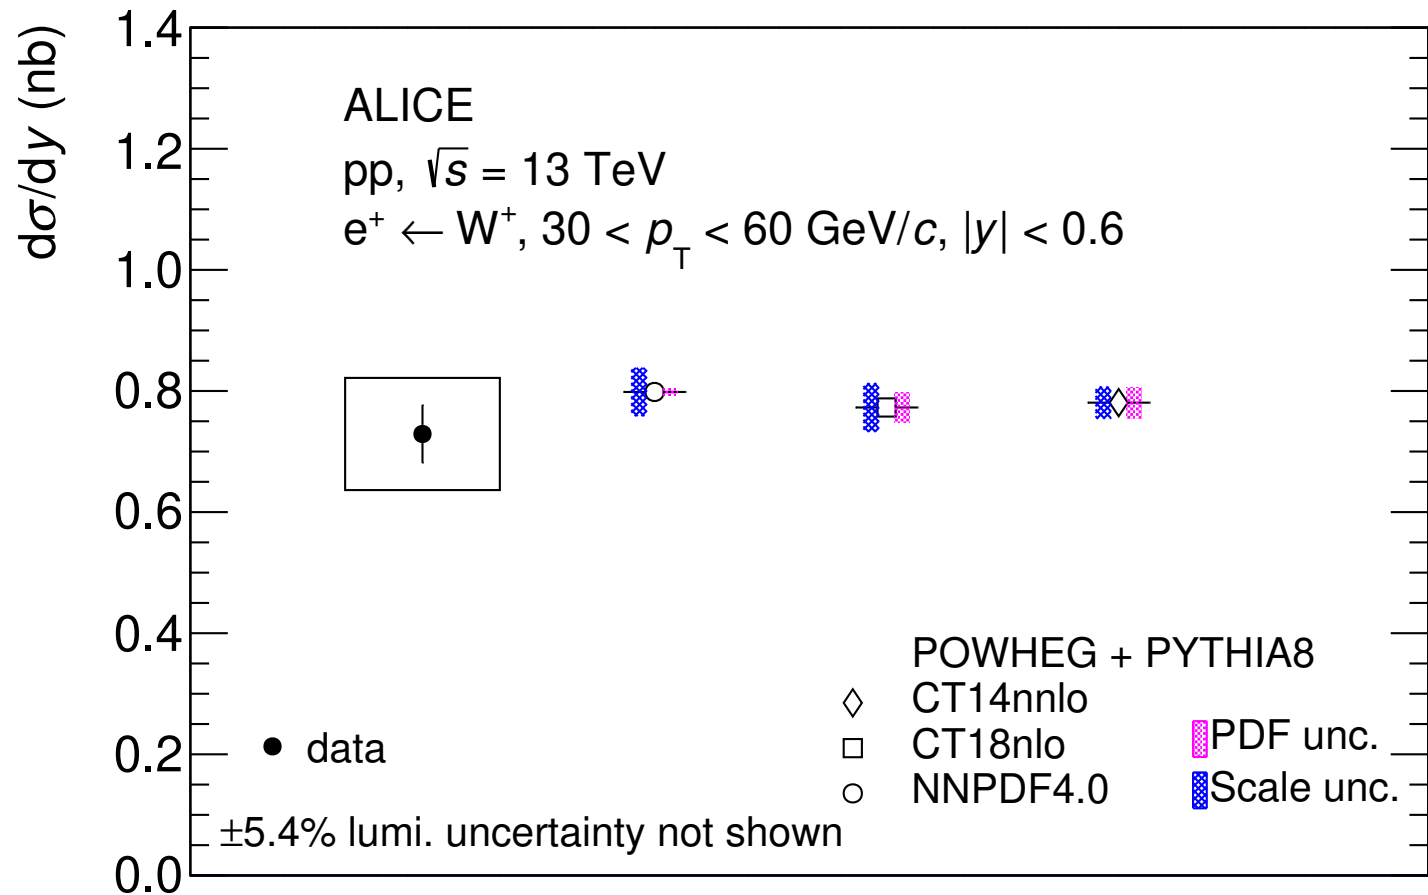 dσ/dy (nb)
1.4
1.2
1.0
0.8
0.6
0.4
0.2
0.0
ALICE
pp, √s = 13 TeV
e⁺ ← W⁺, 30 < p_T < 60 GeV/c, |y| < 0.6
POWHEG + PYTHIA8
CT14nnlo
CT18nlo
NNPDF4.0
PDF unc.
Scale unc.
data
±5.4% lumi. uncertainty not shown